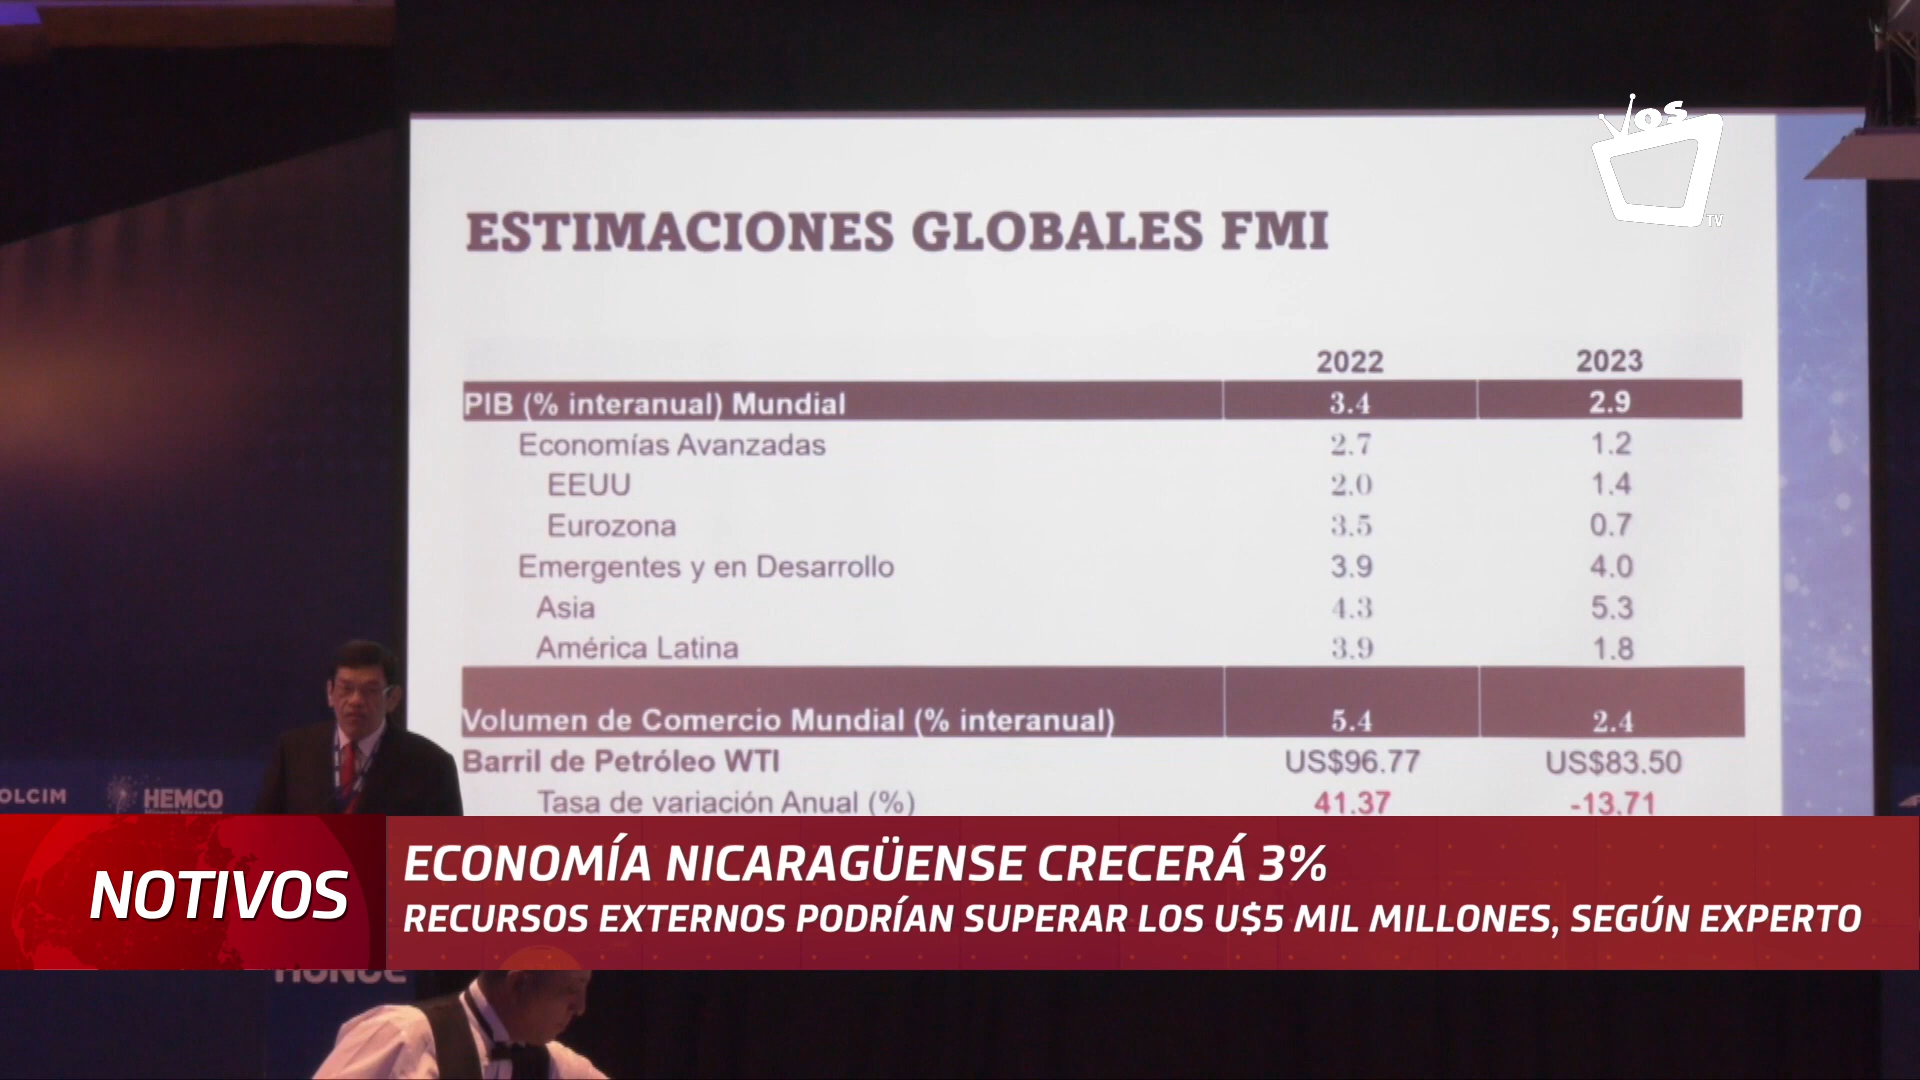 OS
TV
ESTIMACIONES GLOBALES FMI
2022 2023
PIB (% interanual) Mundial 3.4 2.9
Economías Avanzadas 2.7 1.2
EEUU 2.0 1.4
Eurozona 3.5 0.7
Emergentes y en Desarrollo 3.9 4.0
Asia 4.3 5.3
América Latina 3.9 1.8
Volumen de Comercio Mundial (% interanual) 5.4 2.4
Barril de Petróleo WTI US$96.77 US$83.50
Tasa de variación Anual (%) 41.37 -13.71
OLCIM
HEMCO
NOTIVOS
ECONOMÍA NICARAGÜENSE CRECERÁ 3%
RECURSOS EXTERNOS PODRÍAN SUPERAR LOS U$5 MIL MILLONES, SEGÚN EXPERTO